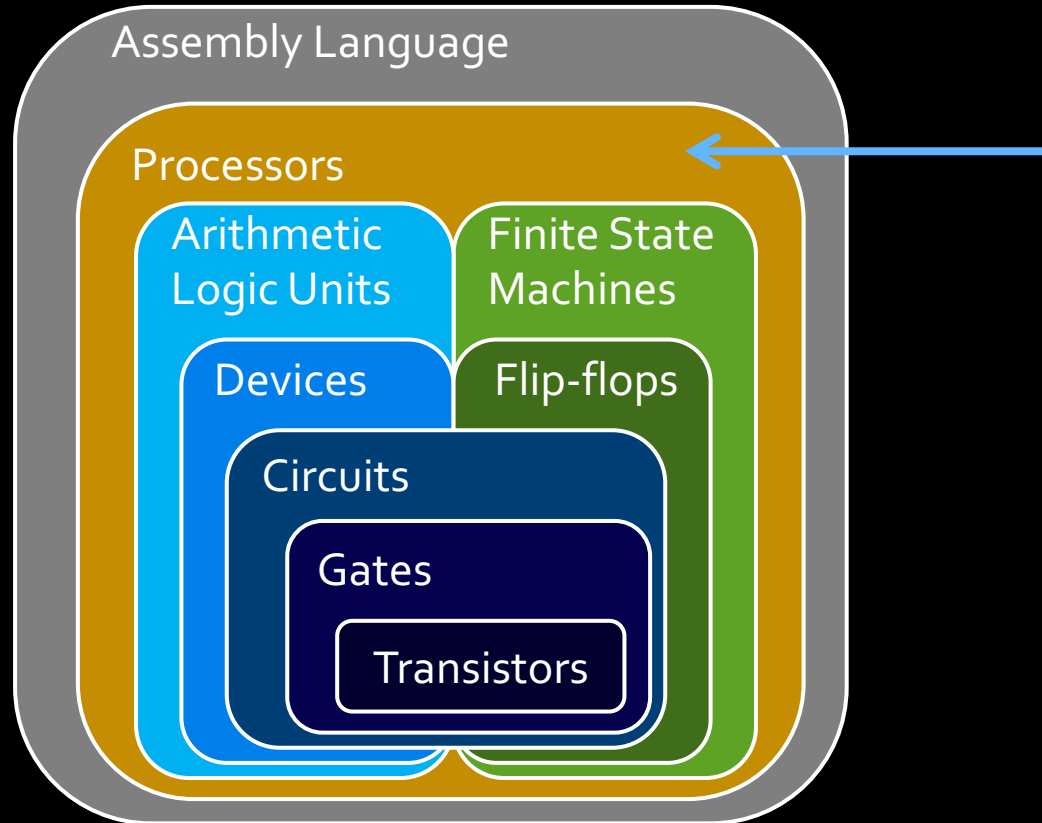 Assembly Language
Processors
Arithmetic
Logic Units
Finite State
Machines
Devices
Flip-flops
Circuits
Gates
Transistors